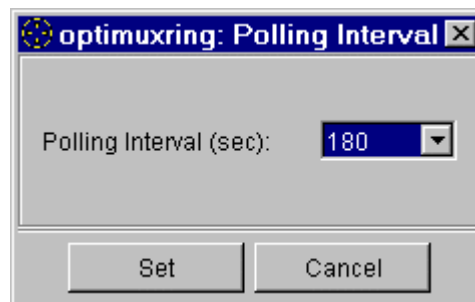 optimuxring: Polling Interval
Polling Interval (sec): 180
Set Cancel